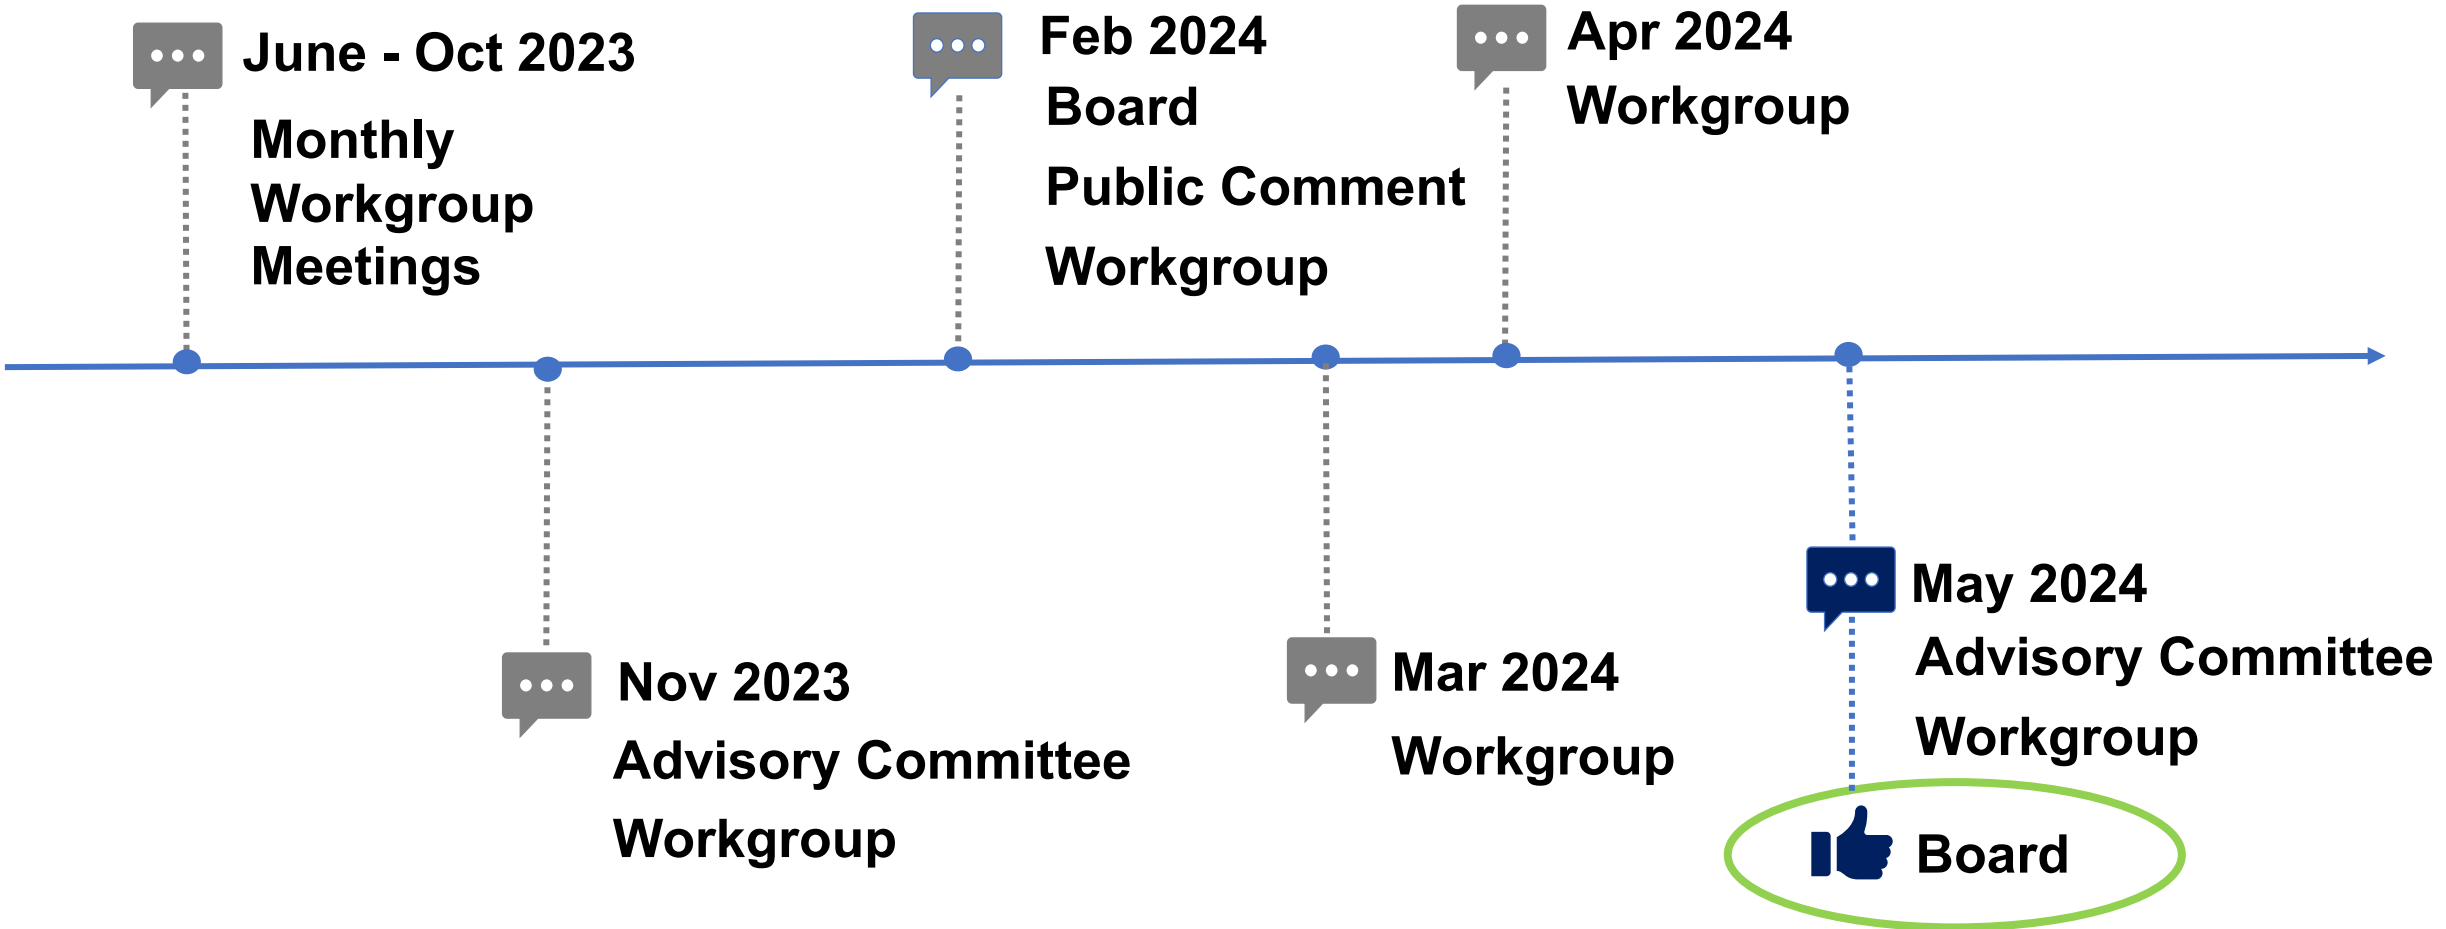 June - Oct 2023
Monthly
Workgroup
Meetings
Nov 2023
Advisory Committee
Workgroup
Feb 2024
Board
Public Comment
Workgroup
Mar 2024
Workgroup
Apr 2024
Workgroup
May 2024
Advisory Committee
Workgroup
Board